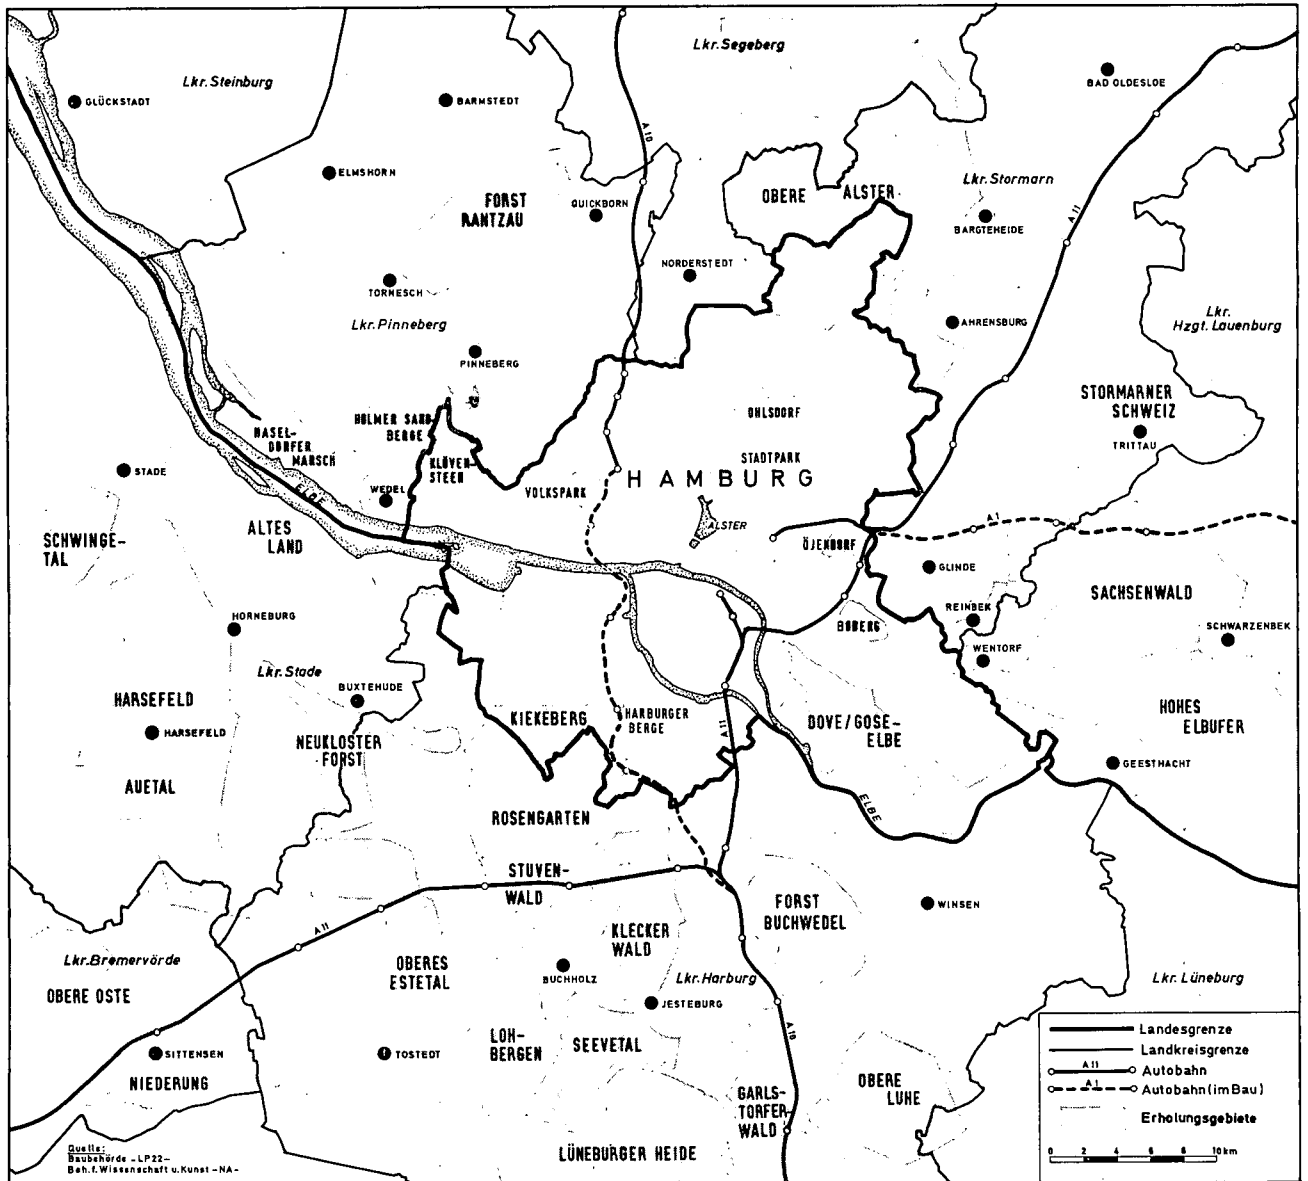 Lkr. Segeberg
Lkr. Steinburg
BAD OLDESLOE
GLÜCKSTADT
BARMSTEDT
A 10
ELMSHORN
FORST
RANTZAU
QUICKBORN
OBERE ALSTER
Lkr. Stormarn
A 11
BARGTEHEIDE
NORDERSTEDT
TORNESCH
Lkr. Pinneberg
AHRENSBURG
Lkr.
Hzgt. Lauenburg
PINNEBERG
STORMARNER
SCHWEIZ
TRITTAU
HOLMER SAND-
BERGE
OHLSDORF
HASEL-
DORFER
MARSCH
KLÖVEN-
STEEN
STADTPARK
STADE
HAMBURG
WEDEL
VOLKSPARK
ELBE
ALSTER
A 1
SCHWINGE-
TAL
ALTES
LAND
ÖJENDORF
GLINDE
SACHSENWALD
REINBEK
HORNEBURG
BOBERG
SCHWARZENBEK
WENTORF
Lkr. Stade
BUXTEHUDE
HARSEFELD
HARSEFELD
KIEKEBERG
HARBURGER
BERGE
A 11
DOVE/GOSE-
ELBE
HOHES
ELBUFER
NEUKLOSTER
FORST
GEESTHACHT
AUETAL
ROSENGARTEN
ELBE
STUVEN-
WALD
FORST
BUCHWEDEL
WINSEN
A 11
KLECKER
WALD
Lkr. Bremervörde
OBERES
ESTETAL
BUCHHOLZ
Lkr. Harburg
Lkr. Lüneburg
OBERE OSTE
JESTEBURG
A 10
SITTENSEN
TOSTEDT
LOH-
BERGEN
SEEVETAL
NIEDERUNG
GARLS-
TORFER-
WALD
OBERE
LUHE
LÜNEBURGER HEIDE
Landesgrenze
Landkreisgrenze
A 11 Autobahn
A 1 Autobahn (im Bau)
Erholungsgebiete
0 2 4 6 8 10 km
Quelle:
Baubehörde - LP22-
Beh. f. Wissenschaft u. Kunst - NA-